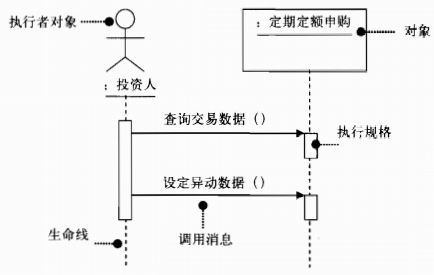 执行者对象
：定期定额申购
对象
：投资人
查询交易数据（）
执行规格
设定异动数据（）
生命线
调用消息